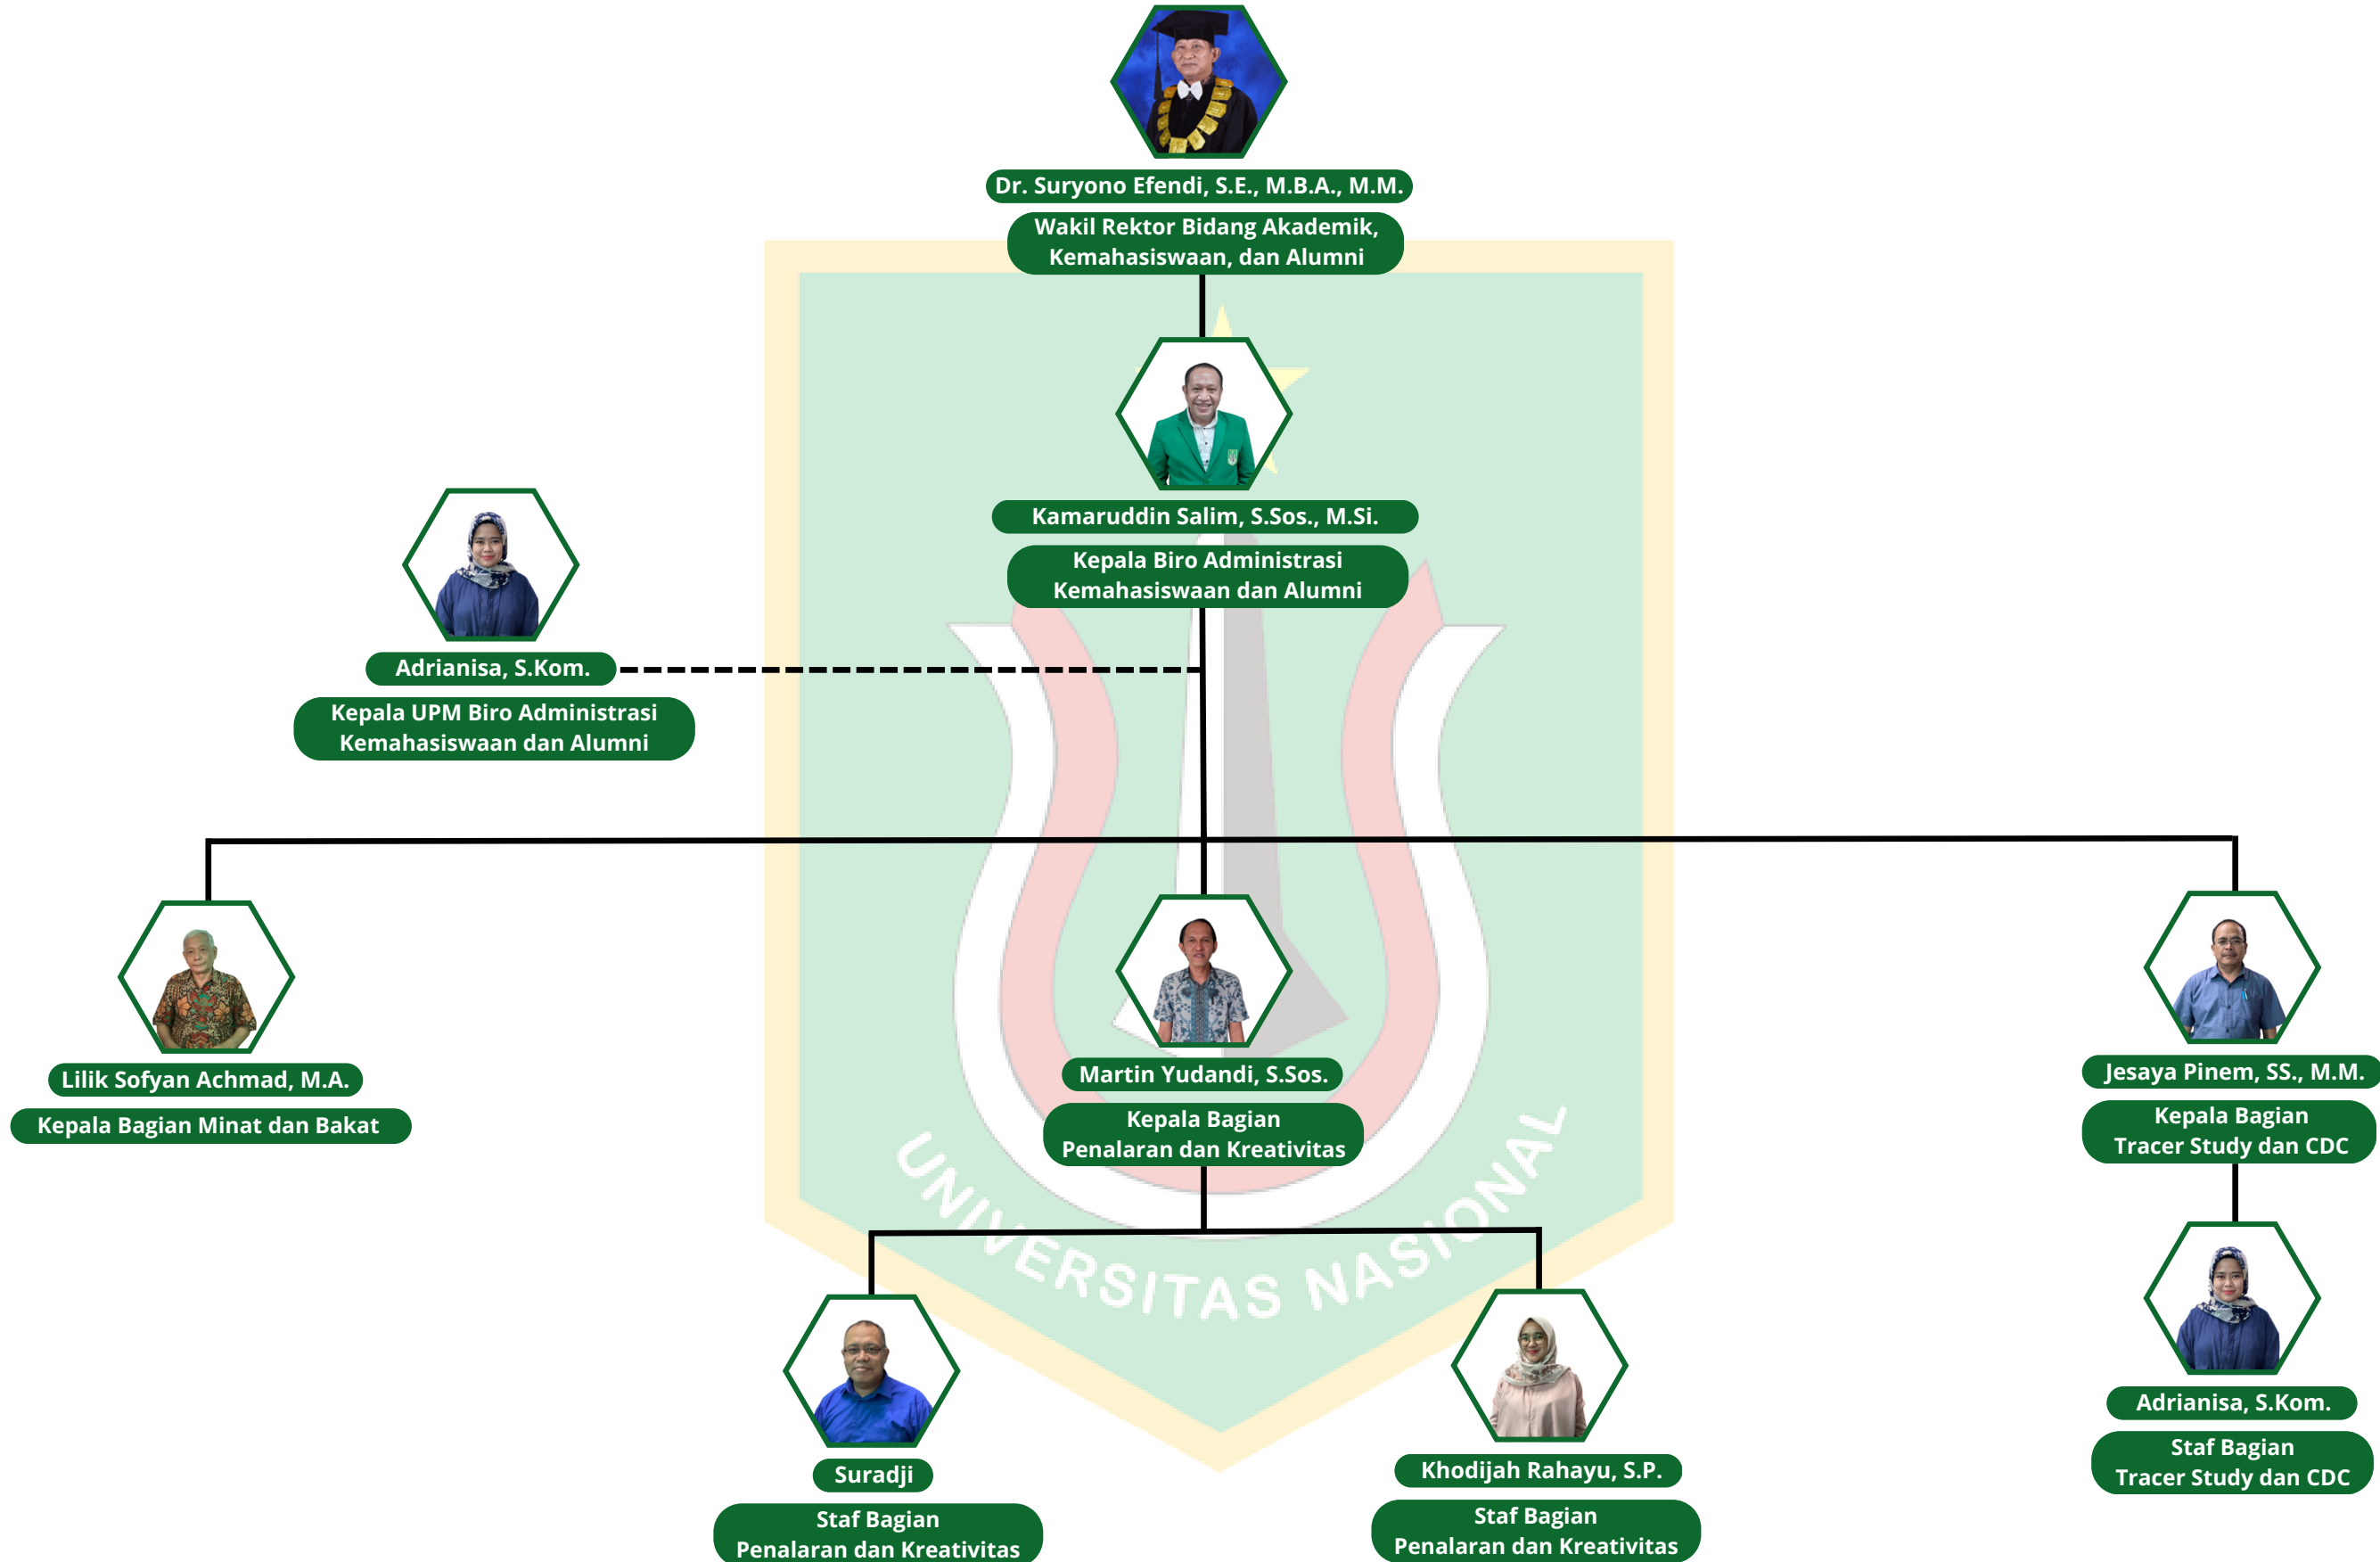 Dr. Suryono Efendi, S.E., M.B.A., M.M.
Wakil Rektor Bidang Akademik,
Kemahasiswaan, dan Alumni
Kamaruddin Salim, S.Sos., M.Si.
Kepala Biro Administrasi
Kemahasiswaan dan Alumni
Adrianisa, S.Kom.
Kepala UPM Biro Administrasi
Kemahasiswaan dan Alumni
Lilik Sofyan Achmad, M.A.
Kepala Bagian Minat dan Bakat
Martin Yudandi, S.Sos.
Kepala Bagian
Penalaran dan Kreativitas
Jesaya Pinem, SS., M.M.
Kepala Bagian
Tracer Study dan CDC
UNIVERSITAS NASIONAL
Suradji
Staf Bagian
Penalaran dan Kreativitas
Khodijah Rahayu, S.P.
Staf Bagian
Penalaran dan Kreativitas
Adrianisa, S.Kom.
Staf Bagian
Tracer Study dan CDC